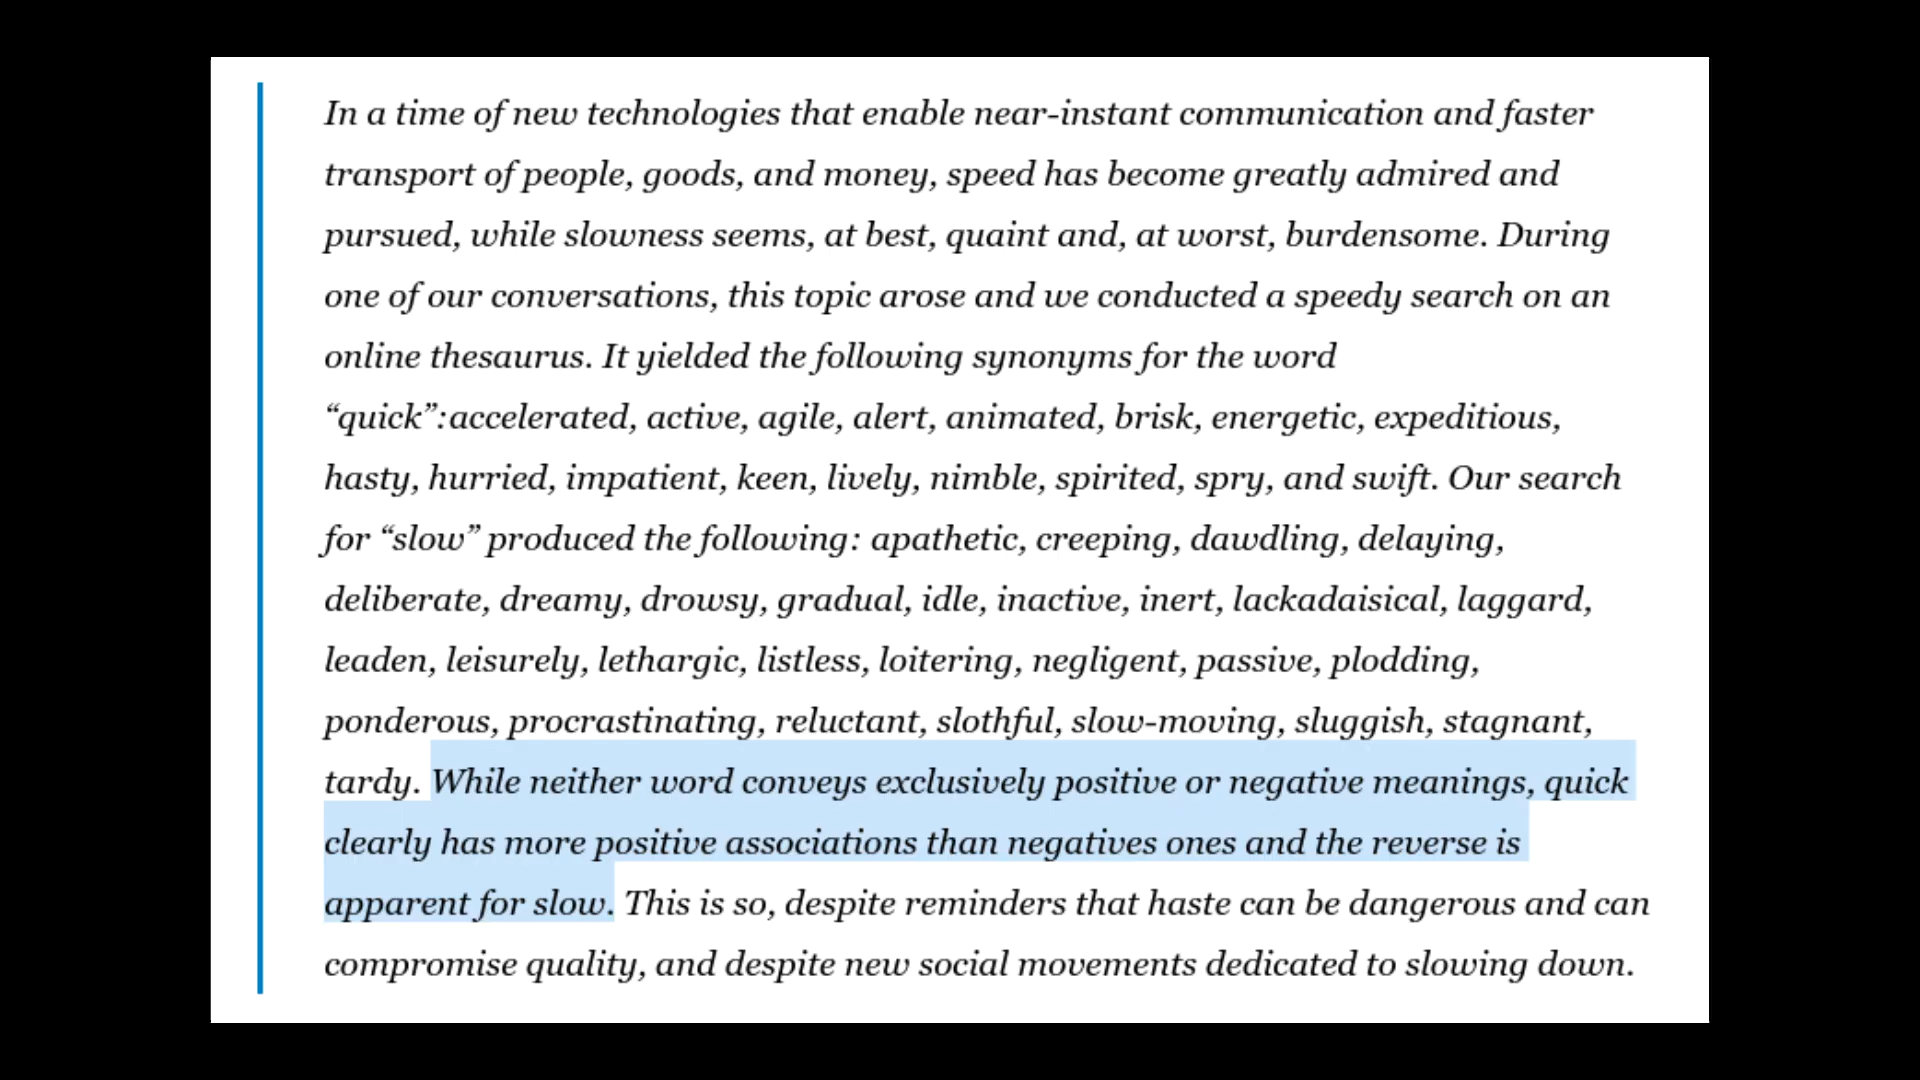 In a time of new technologies that enable near-instant communication and faster
transport of people, goods, and money, speed has become greatly admired and
pursued, while slowness seems, at best, quaint and, at worst, burdensome. During
one of our conversations, this topic arose and we conducted a speedy search on an
online thesaurus. It yielded the following synonyms for the word
“quick”:accelerated, active, agile, alert, animated, brisk, energetic, expeditious,
hasty, hurried, impatient, keen, lively, nimble, spirited, spry, and swift. Our search
for “slow” produced the following: apathetic, creeping, dawdling, delaying,
deliberate, dreamy, drowsy, gradual, idle, inactive, inert, lackadaisical, laggard,
leaden, leisurely, lethargic, listless, loitering, negligent, passive, plodding,
ponderous, procrastinating, reluctant, slothful, slow-moving, sluggish, stagnant,
tardy. While neither word conveys exclusively positive or negative meanings, quick
clearly has more positive associations than negatives ones and the reverse is
apparent for slow. This is so, despite reminders that haste can be dangerous and can
compromise quality, and despite new social movements dedicated to slowing down.